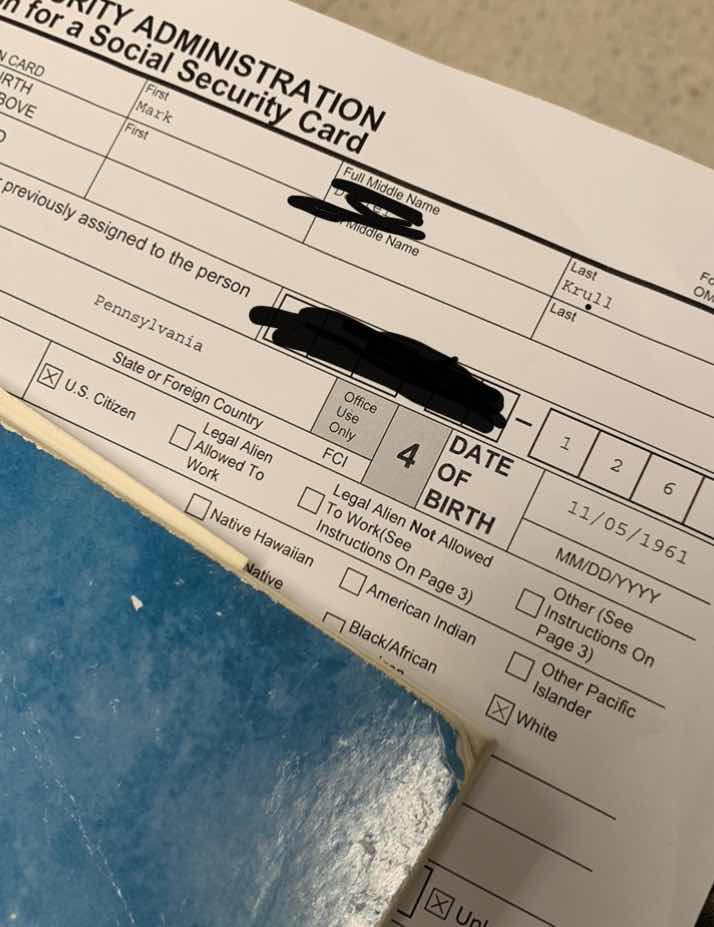 RITY ADMINISTRATION
n for a Social Security Card
N CARD
First
Mark
Full Middle Name
Last
Krull
IRTH
BOVE
First
Middle Name
Last
previously assigned to the person
1 2 6
Pennsylvania
State or Foreign Country
Office Use Only
FCI
4 DATE OF BIRTH
11/05/1961
MM/DD/YYYY
U.S. Citizen
Legal Alien Allowed To Work
Legal Alien Not Allowed To Work(See Instructions On Page 3)
Other (See Instructions On Page 3)
Native Hawaiian
American Indian
Other Pacific Islander
Native
Black/African
White